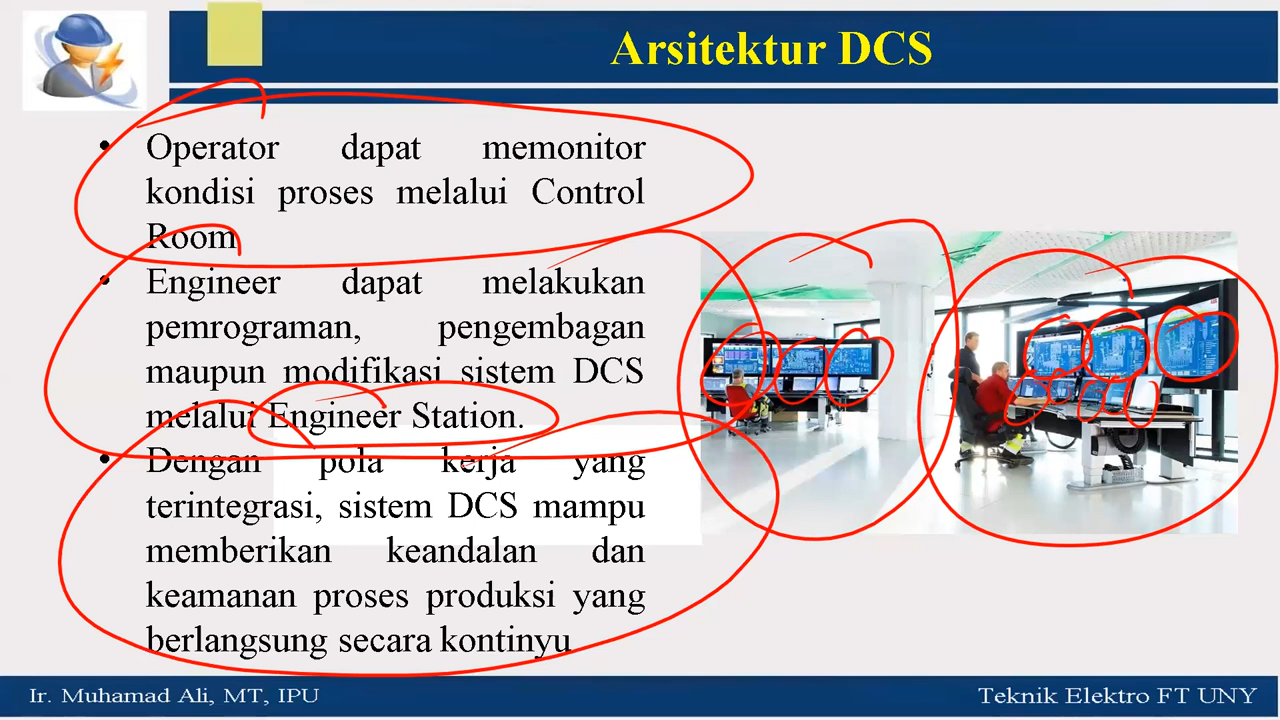 Arsitektur DCS
• Operator dapat memonitor
kondisi proses melalui Control
Room
• Engineer dapat melakukan
pemrograman, pengembagan
maupun modifikasi sistem DCS
melalui Engineer Station.
• Dengan pola kerja yang
terintegrasi, sistem DCS mampu
memberikan keandalan dan
keamanan proses produksi yang
berlangsung secara kontinyu
Ir. Muhamad Ali, MT, IPU
Teknik Elektro FT UNY